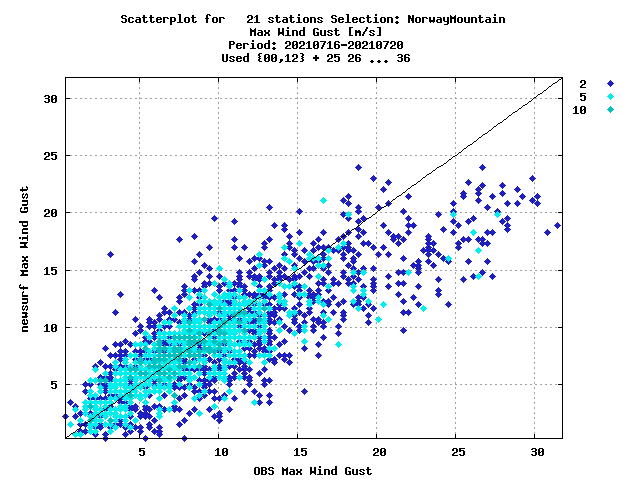 Scatterplot for 21 stations Selection: NorwayMountain
Max Wind Gust [m/s]
Period: 20210716-20210720
Used {00,12} + 25 26 ... 36
2
5
10
30
25
20
15
10
5
newsurf Max Wind Gust
5 10 15 20 25 30
OBS Max Wind Gust